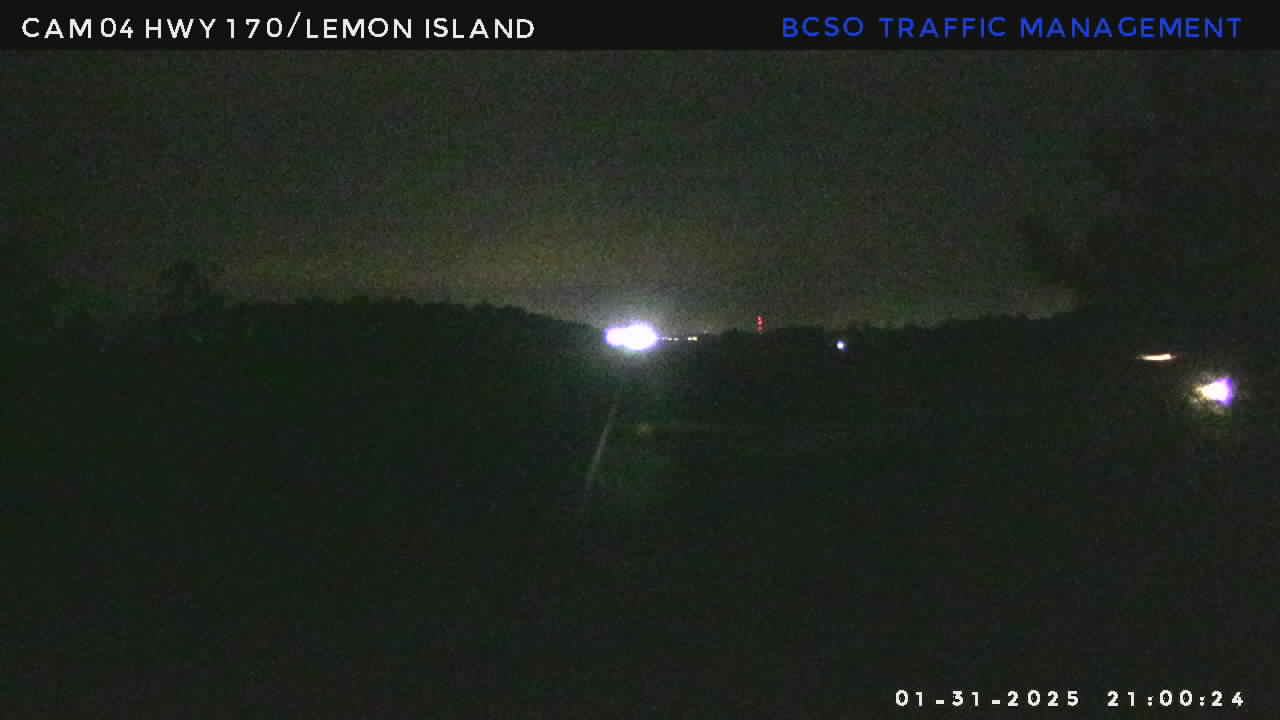 CAM04 HWY 170/LEMON ISLAND
BCSO TRAFFIC MANAGEMENT
01-31-2025 21:00:24